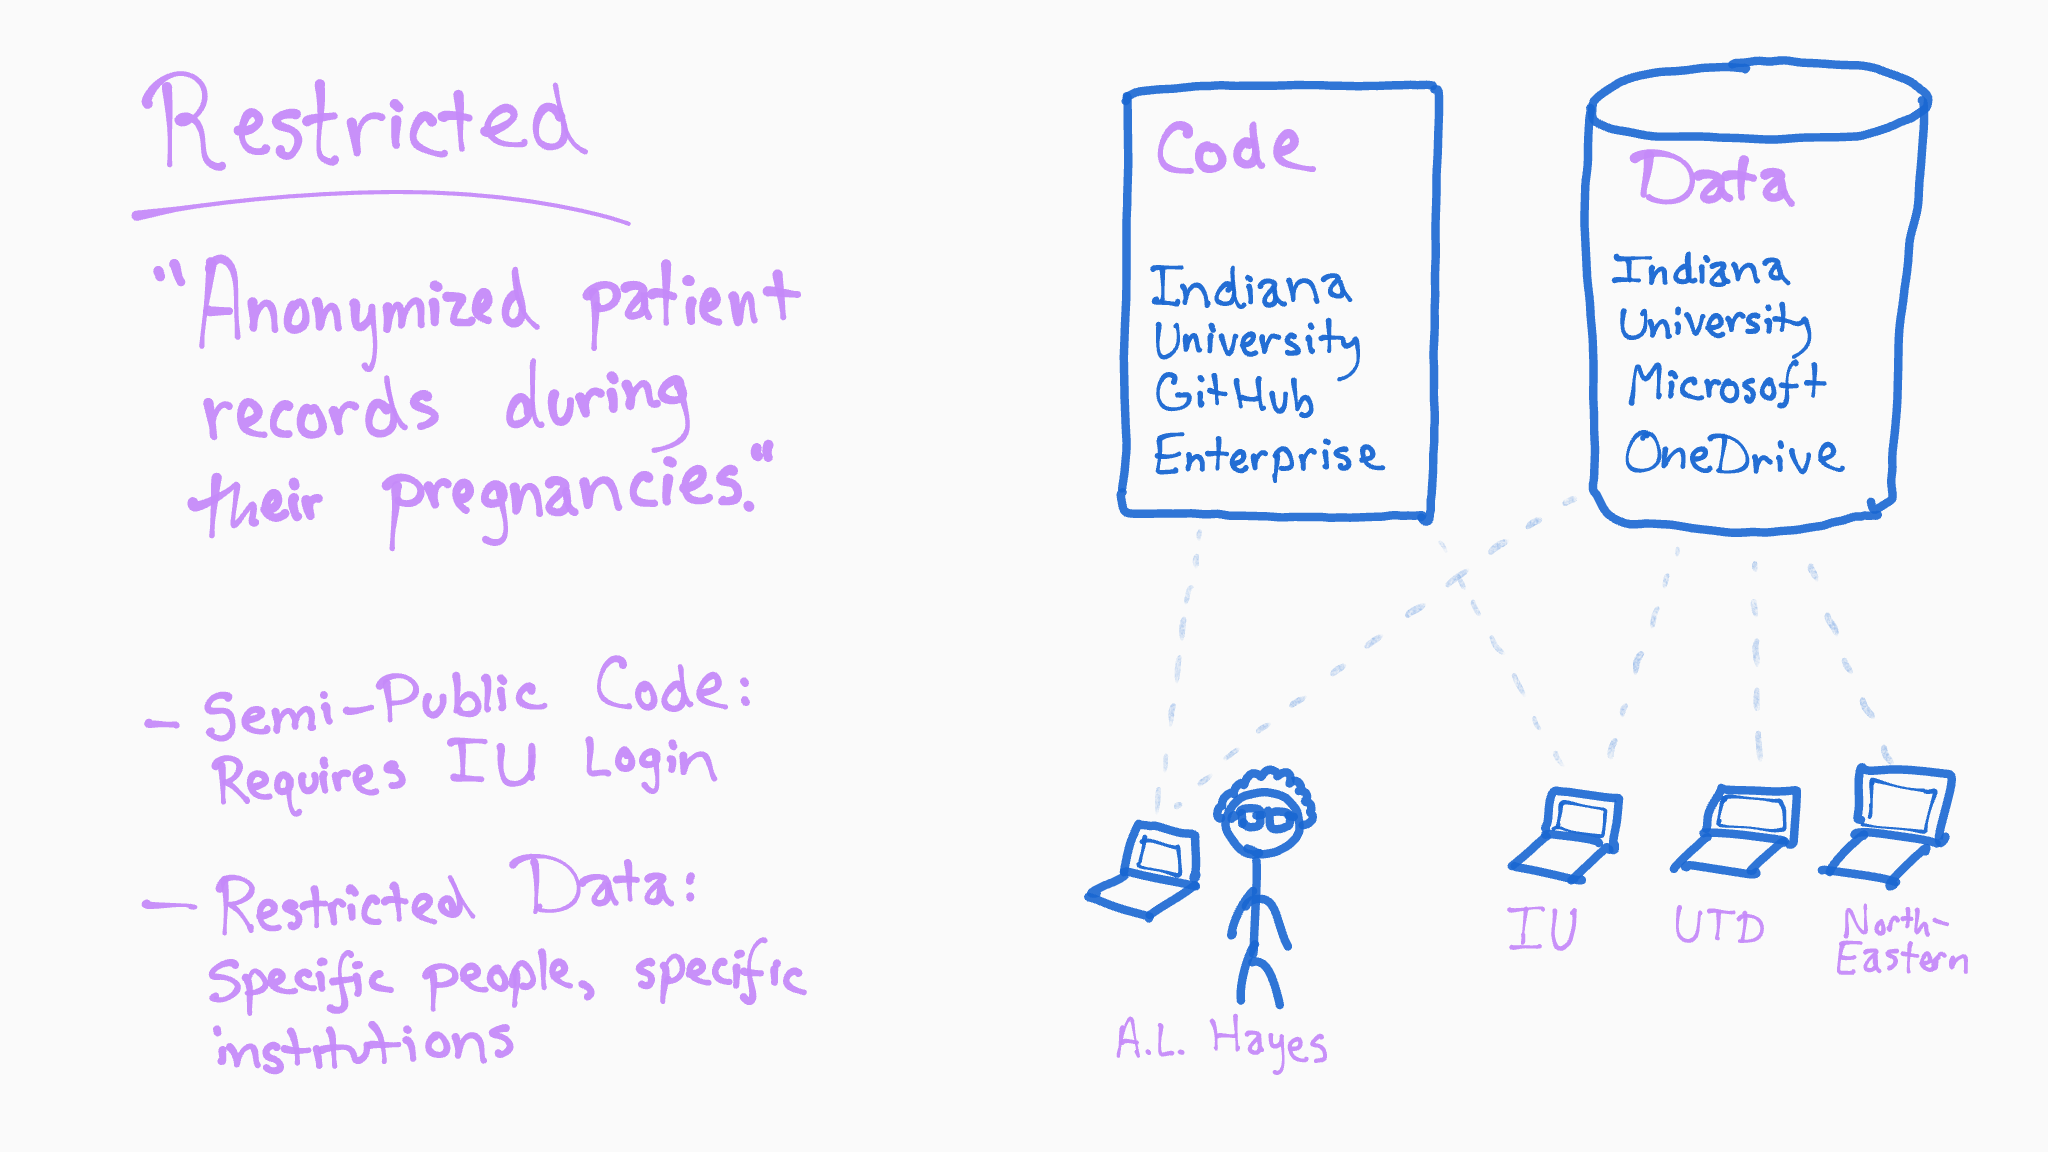 Restricted
"Anonymized patient
records during
their pregnancies."
- Semi-Public Code:
Requires IU Login
- Restricted Data:
Specific people, specific
institutions
Code
Indiana
University
GitHub
Enterprise
Data
Indiana
University
Microsoft
OneDrive
A.L. Hayes
IU
UTD
North-
Eastern